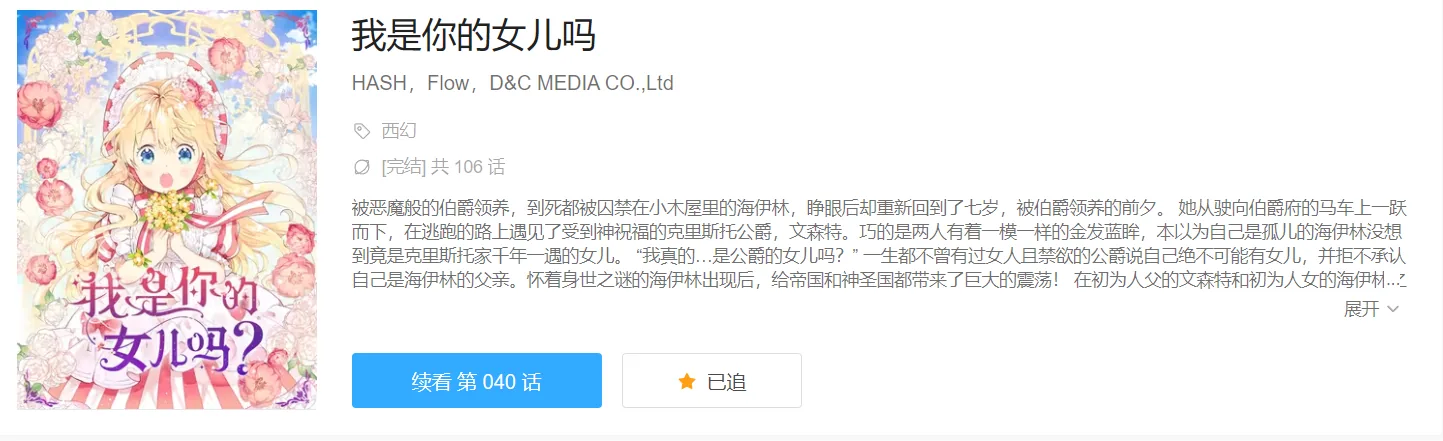 我是你的女儿吗
HASH，Flow，D&C MEDIA CO.,Ltd
西幻
[完结] 共 106 话
被恶魔般的伯爵领养，到死都被囚禁在小木屋里的海伊林，睁眼后却重新回到了七岁，被伯爵领养的前夕。 她从驶向伯爵府的马车上一跃
而下，在逃跑的路上遇见了受到神祝福的克里斯托公爵，文森特。巧的是两人有着一模一样的金发蓝眸，本以为自己是孤儿的海伊林没想
到竟是克里斯托家千年一遇的女儿。 “我真的…是公爵的女儿吗？” 一生都不曾有过女人且禁欲的公爵说自己绝不可能有女儿，并拒不承认
自己是海伊林的父亲。怀着身世之谜的海伊林出现后，给帝国和神圣国都带来了巨大的震荡！ 在初为人父的文森特和初为人女的海伊林...
展开
续看 第 040 话
已追
我是你的
女儿吗?